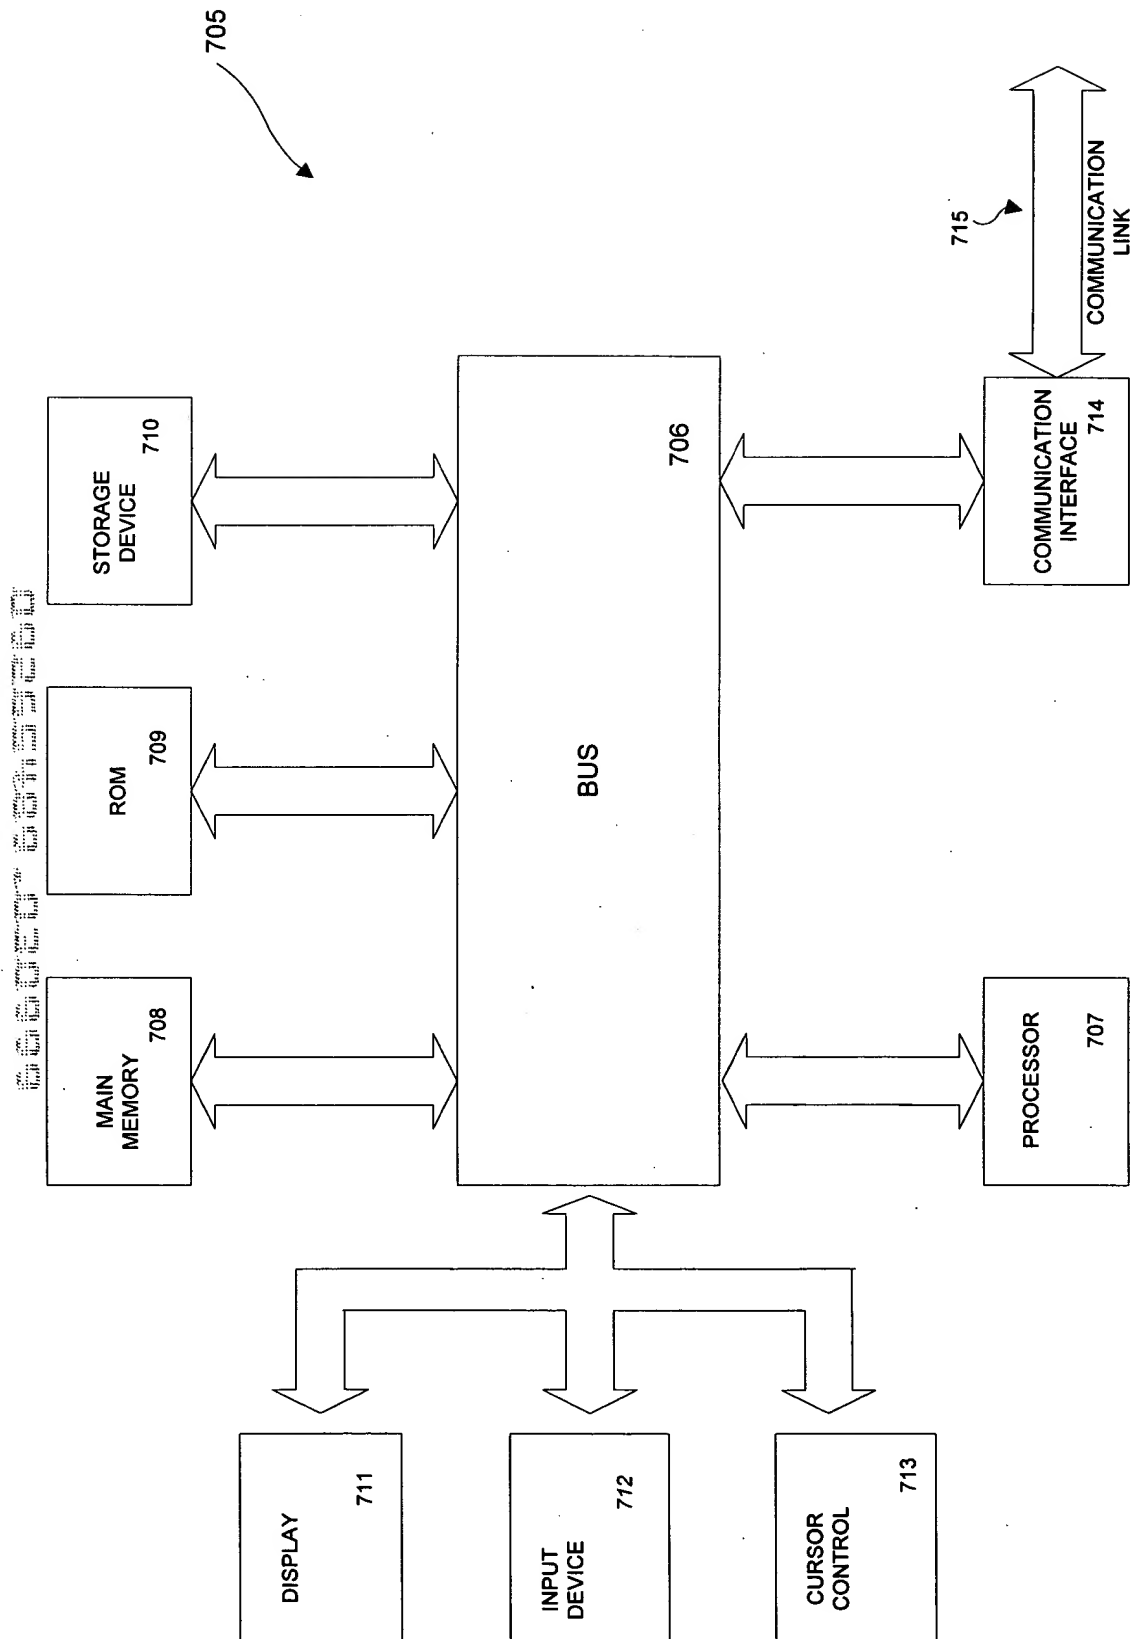 705
MAIN
MEMORY
708
ROM
709
STORAGE
DEVICE
710
DISPLAY
711
INPUT
DEVICE
712
CURSOR
CONTROL
713
BUS
706
PROCESSOR
707
COMMUNICATION
INTERFACE
714
715
COMMUNICATION
LINK